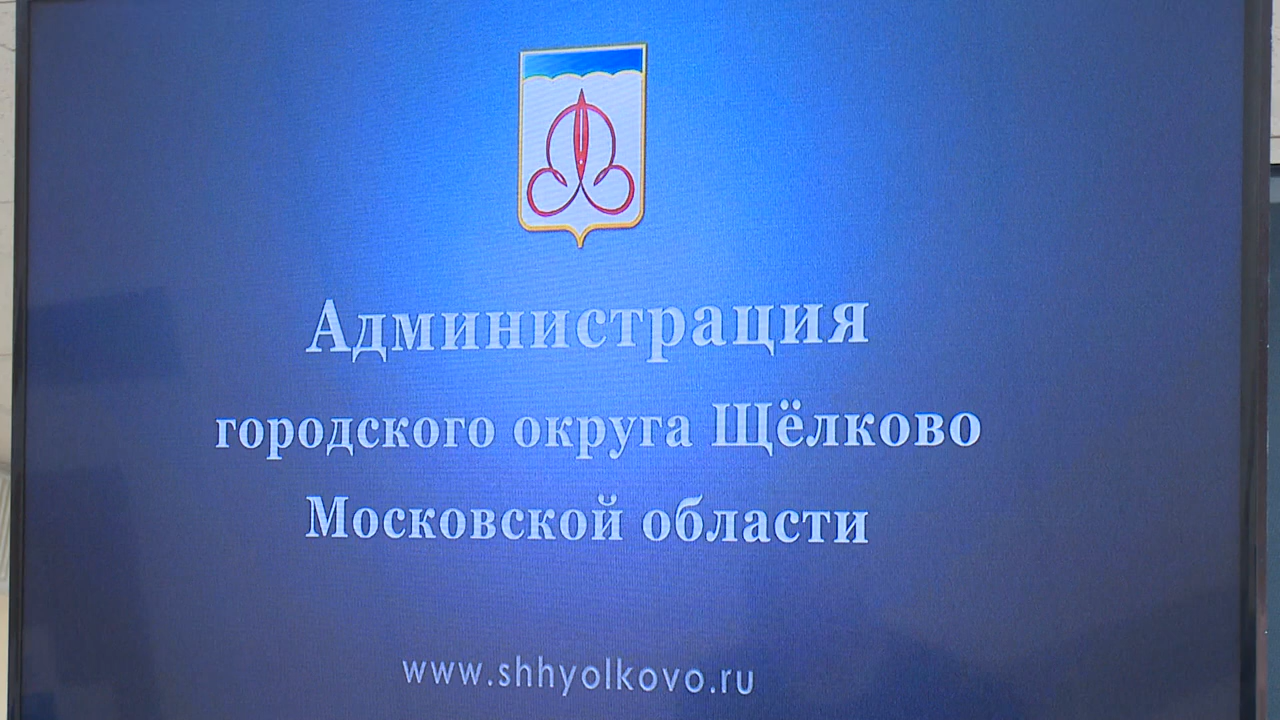 Администрация
городского округа Щёлково
Московской области
www.shhyolkovo.ru